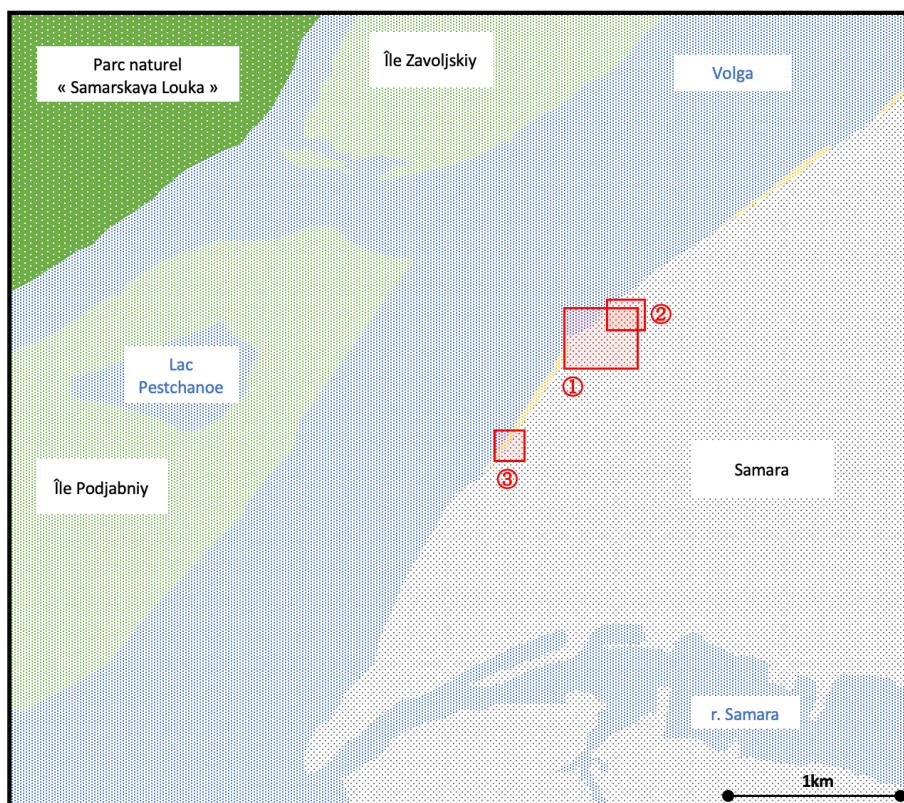 Parc naturel
« Samarskaya Louka »
Île Zavoljskiy
Volga
②
①
Lac
Pestchanoe
③
Île Podjabniy
Samara
r. Samara
1km